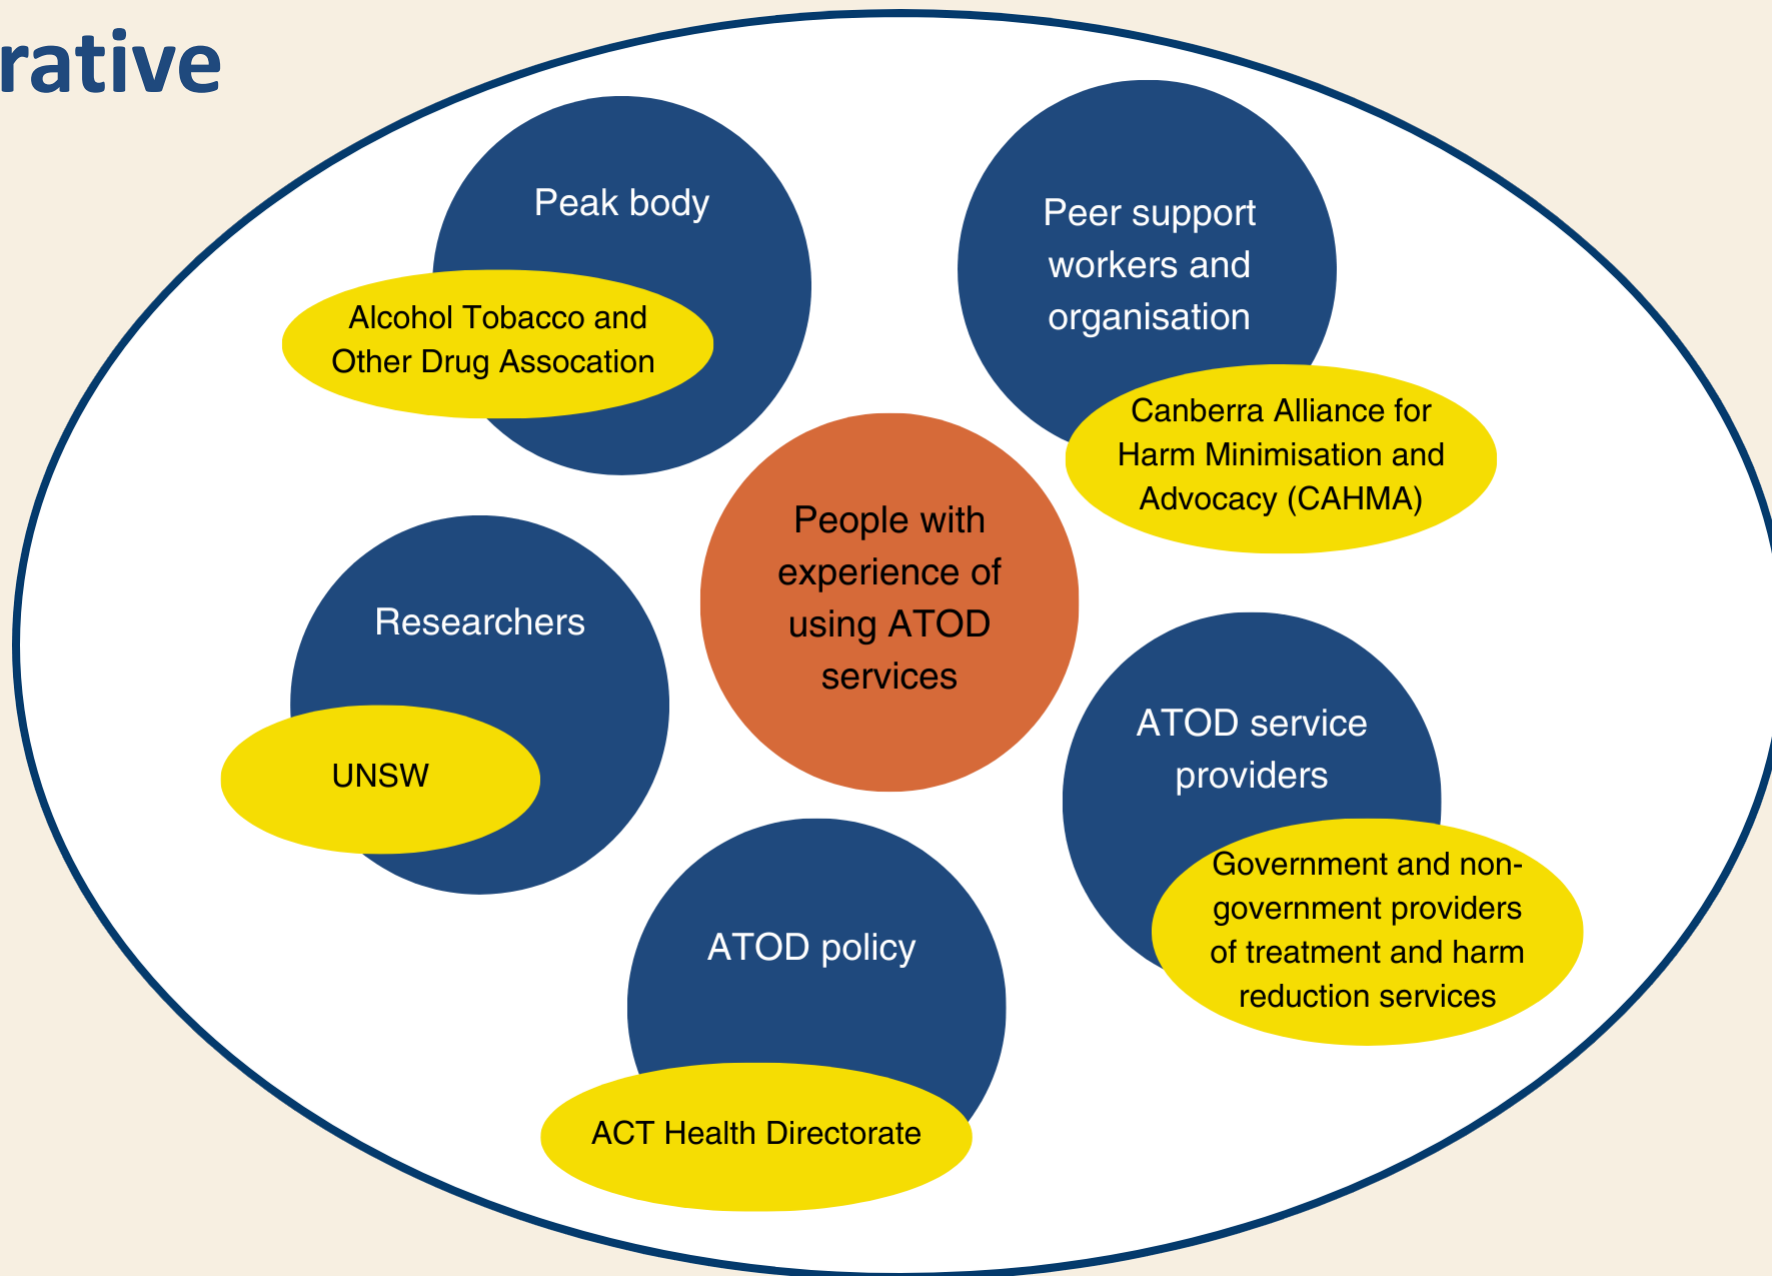 rative
Peak body
Alcohol Tobacco and
Other Drug Assocation
Peer support
workers and
organisation
Canberra Alliance for
Harm Minimisation and
Advocacy (CAHMA)
People with
experience of
using ATOD
services
Researchers
UNSW
ATOD service
providers
Government and non-
government providers
of treatment and harm
reduction services
ATOD policy
ACT Health Directorate